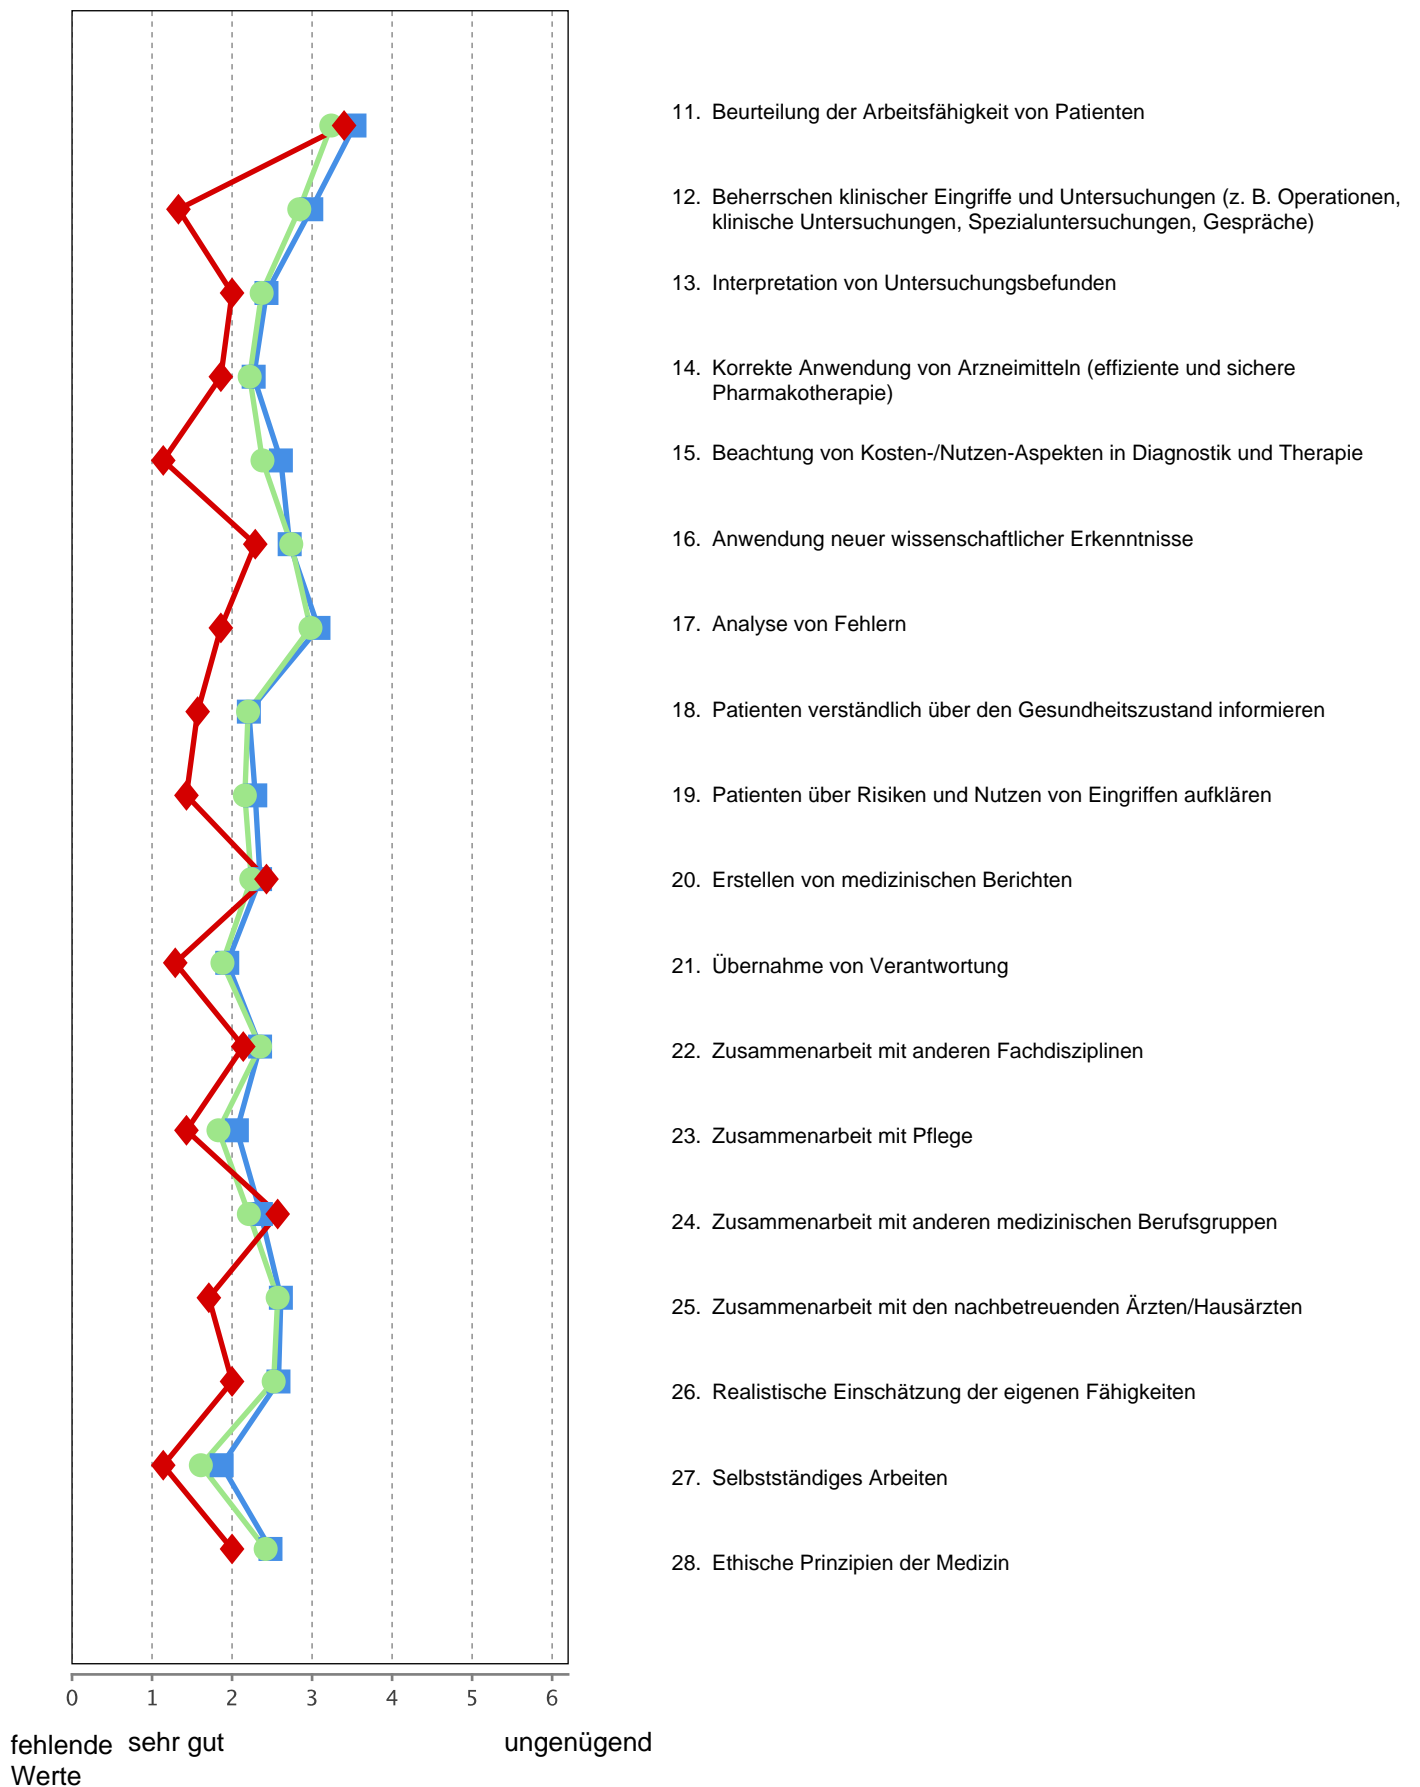 11. Beurteilung der Arbeitsfähigkeit von Patienten
12. Beherrschen klinischer Eingriffe und Untersuchungen (z. B. Operationen,
klinische Untersuchungen, Spezialuntersuchungen, Gespräche)
13. Interpretation von Untersuchungsbefunden
14. Korrekte Anwendung von Arzneimitteln (effiziente und sichere
Pharmakotherapie)
15. Beachtung von Kosten-/Nutzen-Aspekten in Diagnostik und Therapie
16. Anwendung neuer wissenschaftlicher Erkenntnisse
17. Analyse von Fehlern
18. Patienten verständlich über den Gesundheitszustand informieren
19. Patienten über Risiken und Nutzen von Eingriffen aufklären
20. Erstellen von medizinischen Berichten
21. Übernahme von Verantwortung
22. Zusammenarbeit mit anderen Fachdisziplinen
23. Zusammenarbeit mit Pflege
24. Zusammenarbeit mit anderen medizinischen Berufsgruppen
25. Zusammenarbeit mit den nachbetreuenden Ärzten/Hausärzten
26. Realistische Einschätzung der eigenen Fähigkeiten
27. Selbstständiges Arbeiten
28. Ethische Prinzipien der Medizin
0 1 2 3 4 5 6
fehlende sehr gut ungenügend
Werte